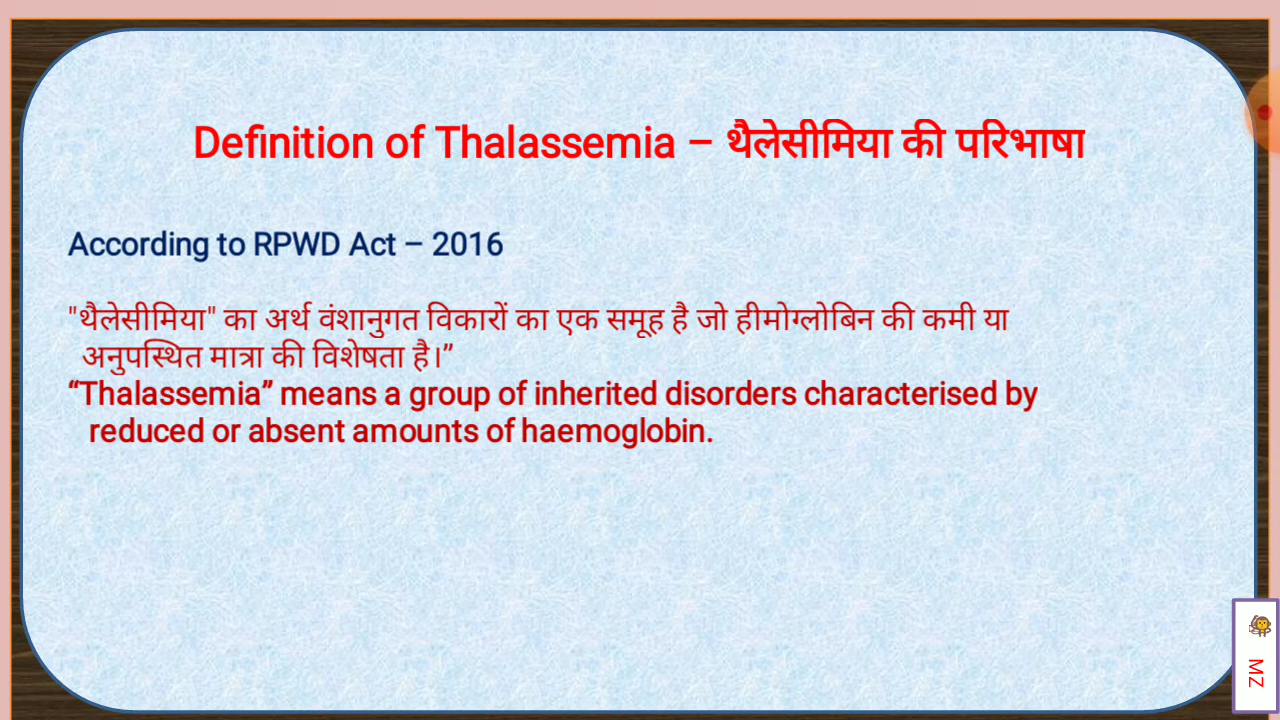 Definition of Thalassemia – थैलेसीमिया की परिभाषा
According to RPWD Act – 2016
"थैलेसीमिया" का अर्थ वंशानुगत विकारों का एक समूह है जो हीमोग्लोबिन की कमी या
अनुपस्थित मात्रा की विशेषता है।”
“Thalassemia” means a group of inherited disorders characterised by
reduced or absent amounts of haemoglobin.
MZ